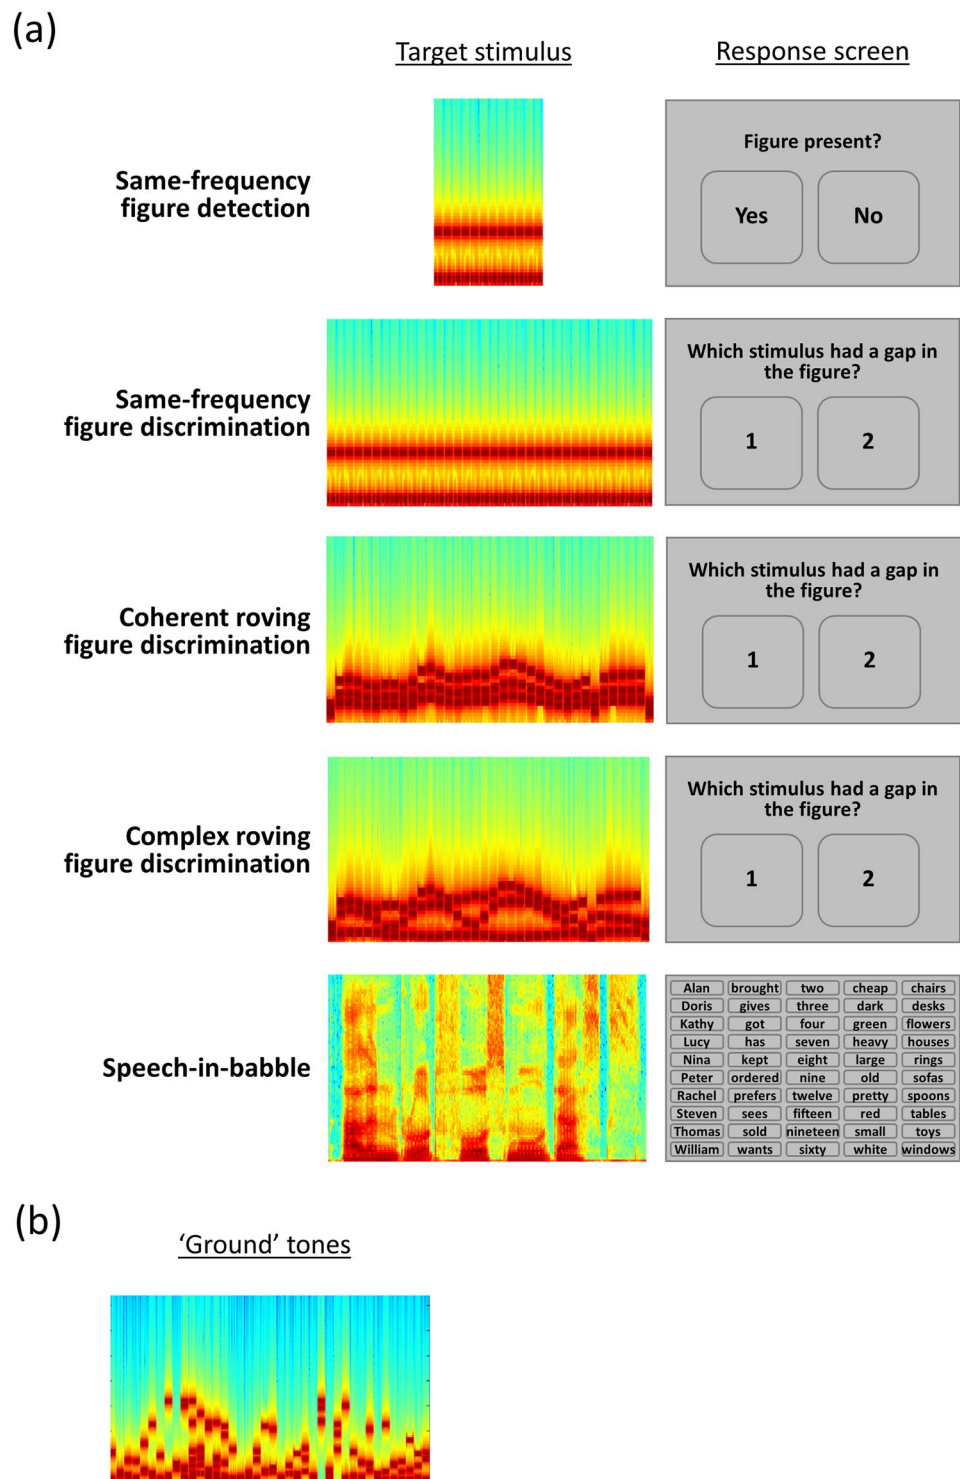 (a)
Target stimulus
Response screen
Same-frequency
figure detection
Figure present?
Yes No
Same-frequency
figure discrimination
Which stimulus had a gap in
the figure?
1 2
Coherent roving
figure discrimination
Which stimulus had a gap in
the figure?
1 2
Complex roving
figure discrimination
Which stimulus had a gap in
the figure?
1 2
Speech-in-babble
Alan brought two cheap chairs
Doris gives three dark desks
Kathy got four green flowers
Lucy has seven heavy houses
Nina kept eight large rings
Peter ordered nine old sofas
Rachel prefers twelve pretty spoons
Steven sees fifteen red tables
Thomas sold nineteen small toys
William wants sixty white windows
(b)
‘Ground’ tones